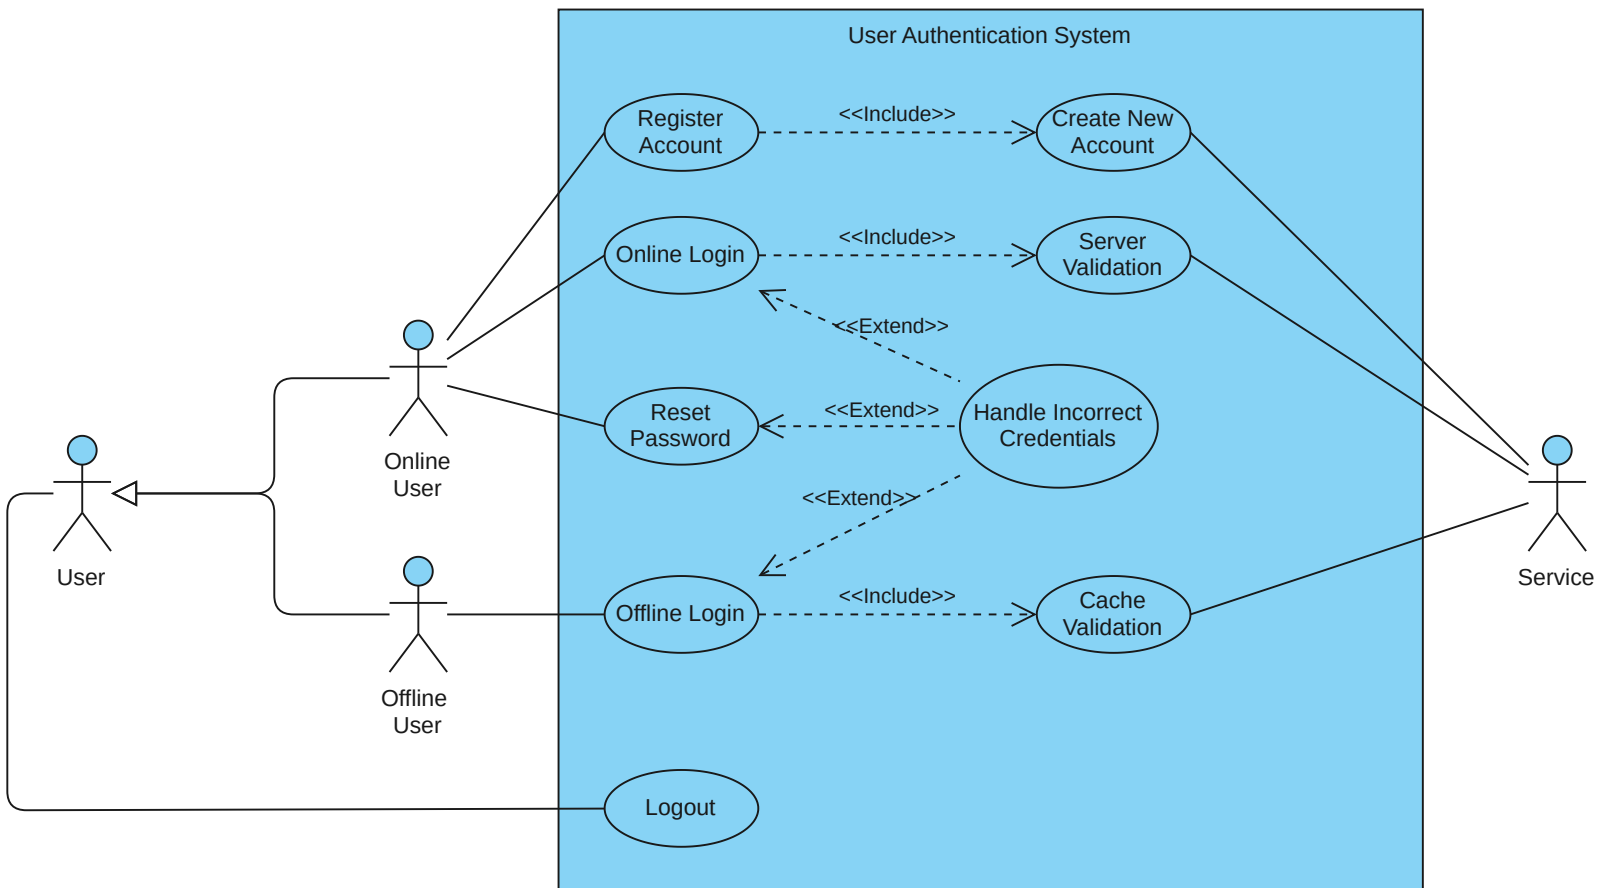 User Authentication System
Register
Account
<<Include>>
Create New
Account
Online Login
<<Include>>
Server
Validation
<<Extend>>
Reset
Password
<<Extend>>
Handle Incorrect
Credentials
Online
User
<<Extend>>
User
Service
Offline Login
<<Include>>
Cache
Validation
Offline
User
Logout